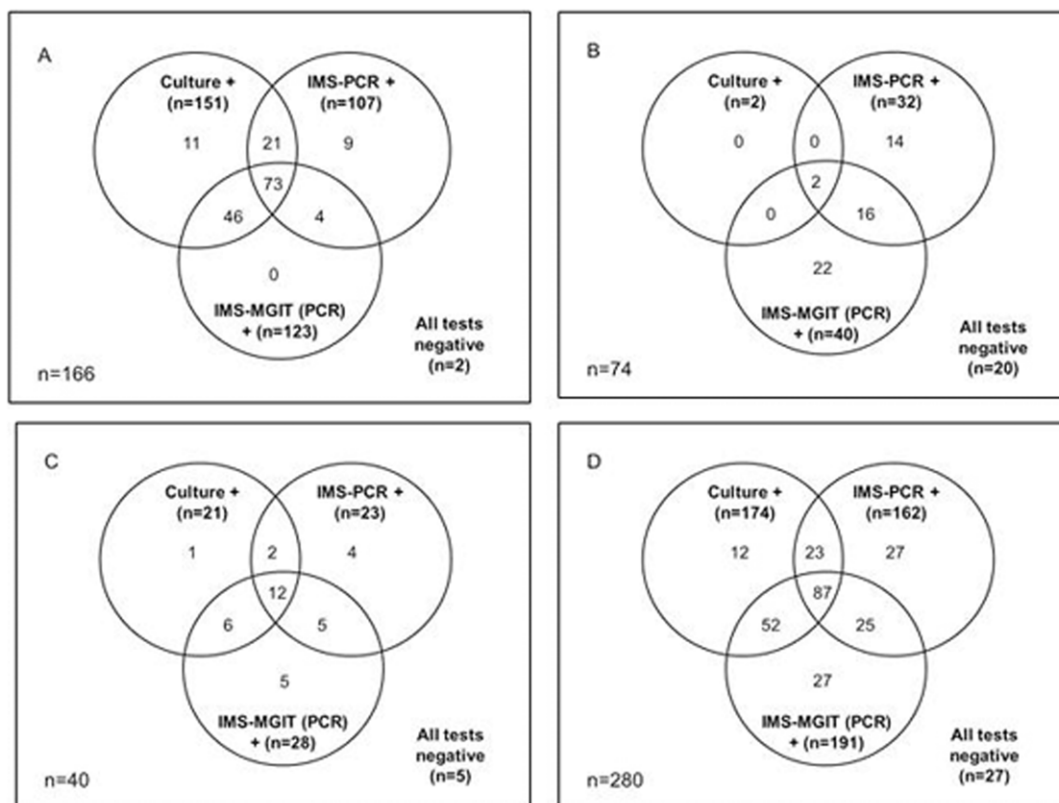 A
Culture +
(n=151)
IMS-PCR +
(n=107)
11
21
9
73
46
4
0
IMS-MGIT (PCR)
+ (n=123)
All tests
negative
(n=2)
n=166
B
Culture +
(n=2)
IMS-PCR +
(n=32)
0
0
14
2
0
16
22
IMS-MGIT (PCR)
+ (n=40)
All tests
negative
(n=20)
n=74
C
Culture +
(n=21)
IMS-PCR +
(n=23)
1
2
4
12
6
5
5
IMS-MGIT (PCR)
+ (n=28)
All tests
negative
(n=5)
n=40
D
Culture +
(n=174)
IMS-PCR +
(n=162)
12
23
27
87
52
25
27
IMS-MGIT (PCR)
+ (n=191)
All tests
negative
(n=27)
n=280